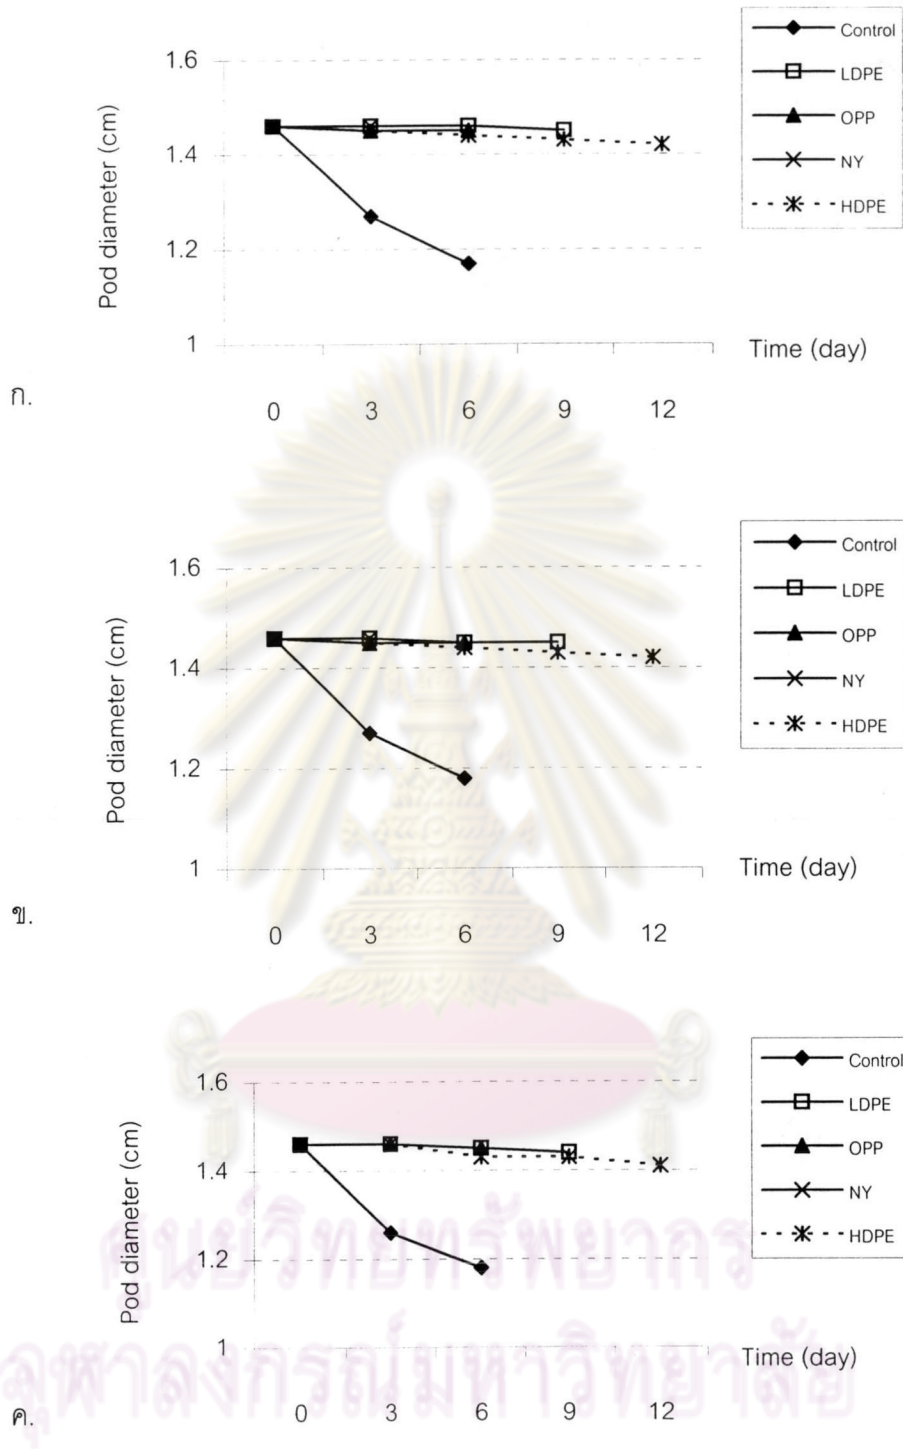 Control
LDPE
OPP
NY
HDPE
1.6
1.4
1.2
1
Pod diameter (cm)
Time (day)
ก.
0 3 6 9 12
Control
LDPE
OPP
NY
HDPE
1.6
1.4
1.2
1
Pod diameter (cm)
Time (day)
ข.
0 3 6 9 12
Control
LDPE
OPP
NY
HDPE
1.6
1.4
1.2
1
Pod diameter (cm)
Time (day)
ค.
0 3 6 9 12
ศูนย์วิทยทรัพยากร
จุฬาลงกรณ์มหาวิทยาลัย